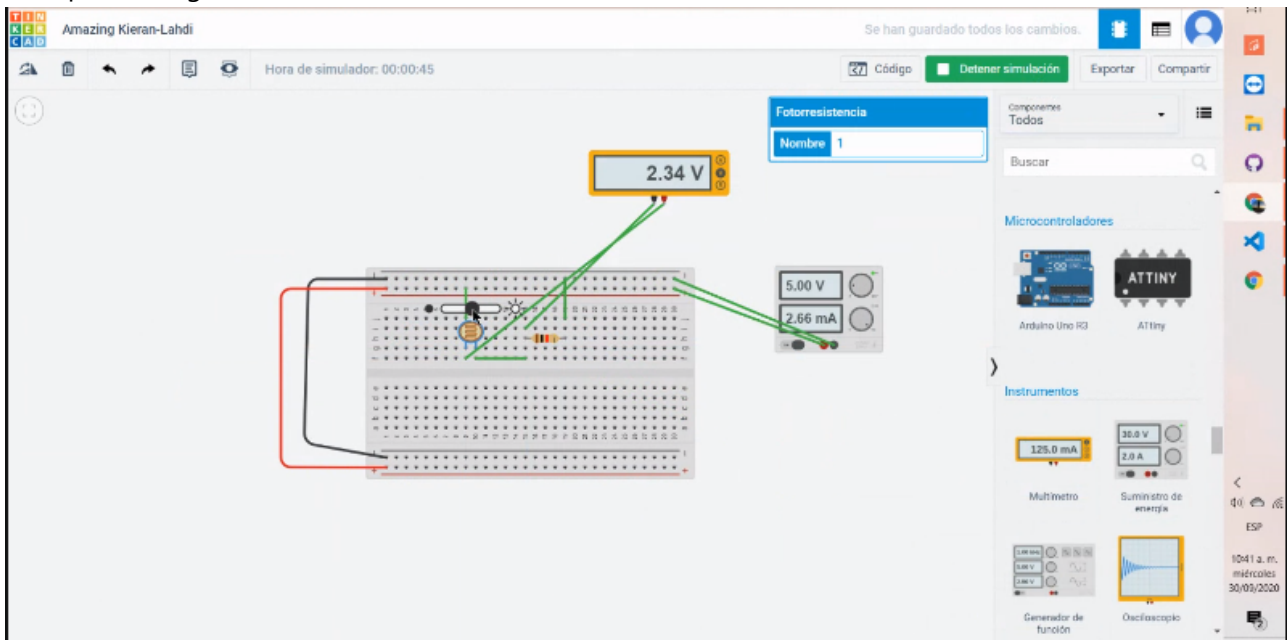 TIN
KER
CAD
Amazing Kieran-Lahdi
Se han guardado todos los cambios.
Hora de simulador: 00:00:45
Código
Detener simulación
Exportar
Compartir
Fotorresistencia
Nombre 1
Componentes
Todos
Buscar
2.34 V
5.00 V
2.66 mA
Microcontroladores
ATTINY
Arduino Uno R3
ATtiny
Instrumentos
125.0 mA
30.0 V
2.0 A
Multímetro
Suministro de
energía
Generador de
función
Osciloscopio
ESP
10:41 a. m.
miércoles
30/09/2020
2